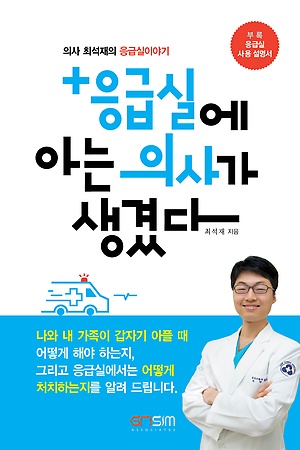 의사 최석재의 응급실이야기
부 록
응급실
사용 설명서
응급실에
아는 의사가
생겼다
최석재 지음
나와 내 가족이 갑자기 아플 때
어떻게 해야 하는지,
그리고 응급실에서는 어떻게
처치하는지를 알려 드립니다.
ASSOCIATES